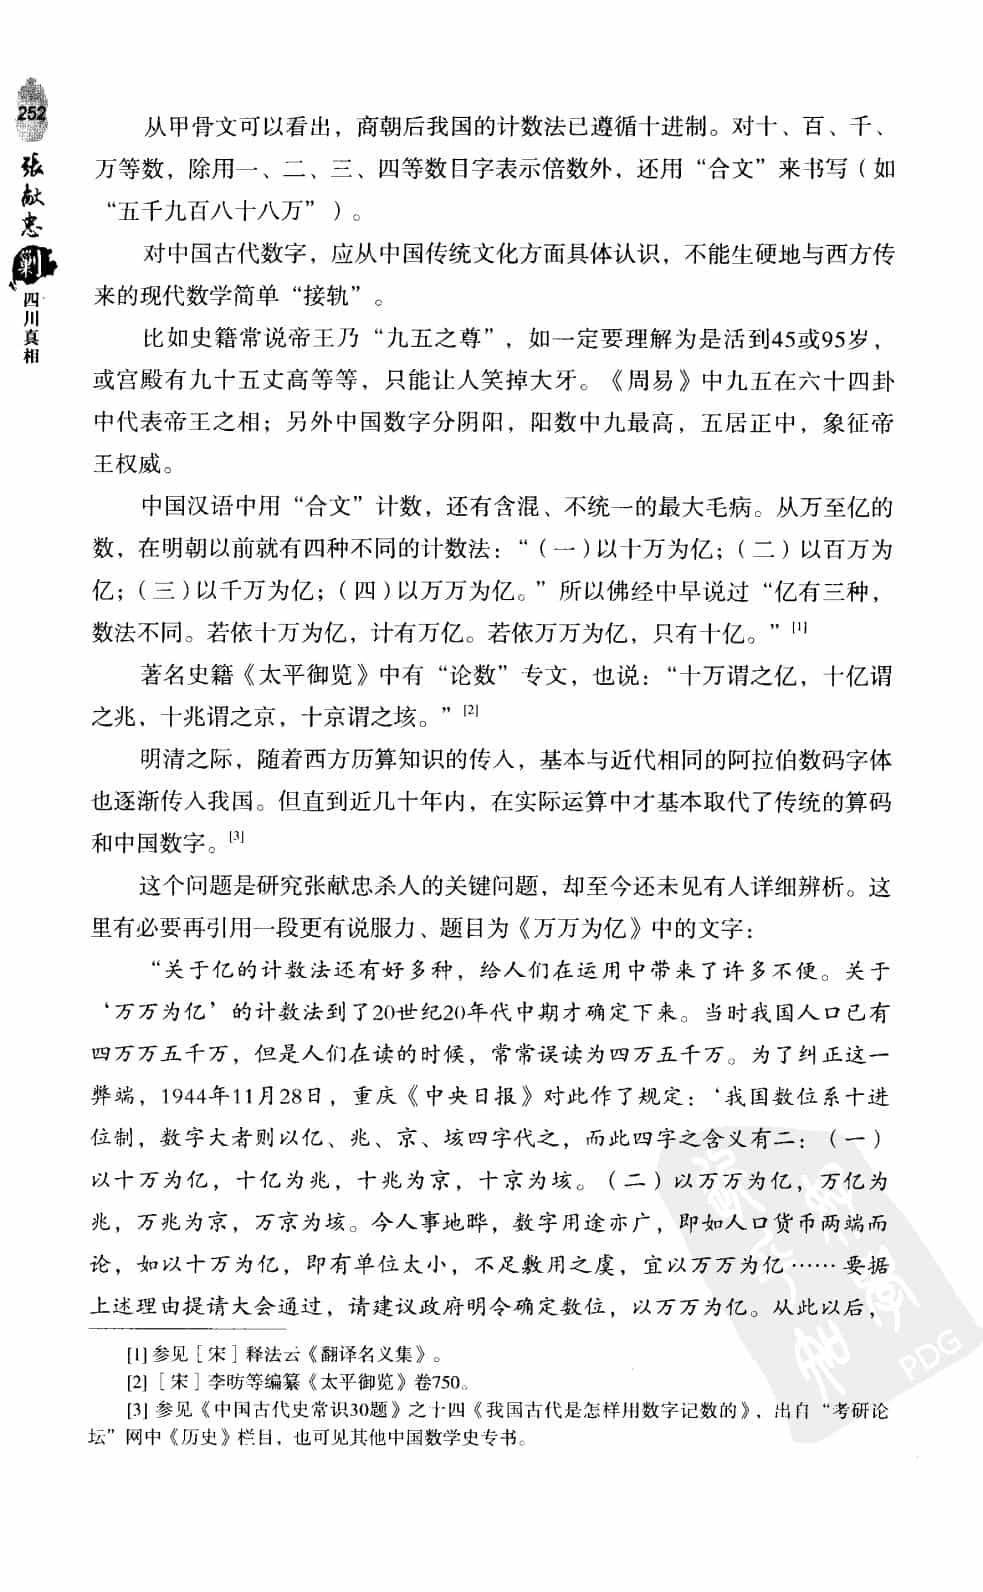 252
张献忠
剿
四川真相
从甲骨文可以看出，商朝后我国的计数法已遵循十进制。对十、百、千、
万等数，除用一、二、三、四等数目字表示倍数外，还用“合文”来书写（如
“五千九百八十八万”）。
对中国古代数字，应从中国传统文化方面具体认识，不能生硬地与西方传
来的现代数学简单“接轨”。
比如史籍常说帝王乃“九五之尊”，如一定要理解为是活到45或95岁，
或宫殿有九十五丈高等等，只能让人笑掉大牙。《周易》中九五在六十四卦
中代表帝王之相；另外中国数字分阴阳，阳数中九最高，五居正中，象征帝
王权威。
中国汉语中用“合文”计数，还有含混、不统一的最大毛病。从万至亿的
数，在明朝以前就有四种不同的计数法：“（一）以十万为亿；（二）以百万为
亿；（三）以千万为亿；（四）以万万为亿。”所以佛经中早说过“亿有三种，
数法不同。若依十万为亿，计有万亿。若依万万为亿，只有十亿。”[1]
著名史籍《太平御览》中有“论数”专文，也说：“十万谓之亿，十亿谓
之兆，十兆谓之京，十京谓之垓。”[2]
明清之际，随着西方历算知识的传入，基本与近代相同的阿拉伯数码字体
也逐渐传入我国。但直到近几十年内，在实际运算中才基本取代了传统的算码
和中国数字。[3]
这个问题是研究张献忠杀人的关键问题，却至今还未见有人详细辨析。这
里有必要再引用一段更有说服力、题目为《万万为亿》中的文字：
“关于亿的计数法还有好多种，给人们在运用中带来了许多不便。关于
‘万万为亿’的计数法到了20世纪20年代中期才确定下来。当时我国人口已有
四万万五千万，但是人们在读的时候，常常误读为四万五千万。为了纠正这一
弊端，1944年11月28日，重庆《中央日报》对此作了规定：‘我国数位系十进
位制，数字大者则以亿、兆、京、垓四字代之，而此四字之含义有二：（一）
以十万为亿，十亿为兆，十兆为京，十京为垓。（二）以万万为亿，万亿为
兆，万兆为京，万京为垓。今人事地晔，数字用途亦广，即如人口货币两端而
论，如以十万为亿，即有单位太小，不足敷用之虞，宜以万万为亿……要据
上述理由提请大会通过，请建议政府明令确定数位，以万万为亿。从此以后，
[1]参见［宋］释法云《翻译名义集》。
[2]［宋］李昉等编纂《太平御览》卷750。
[3]参见《中国古代史常识30题》之十四《我国古代是怎样用数字记数的》，出自“考研论
坛”网中《历史》栏目，也可见其他中国数学史专书。
PDG